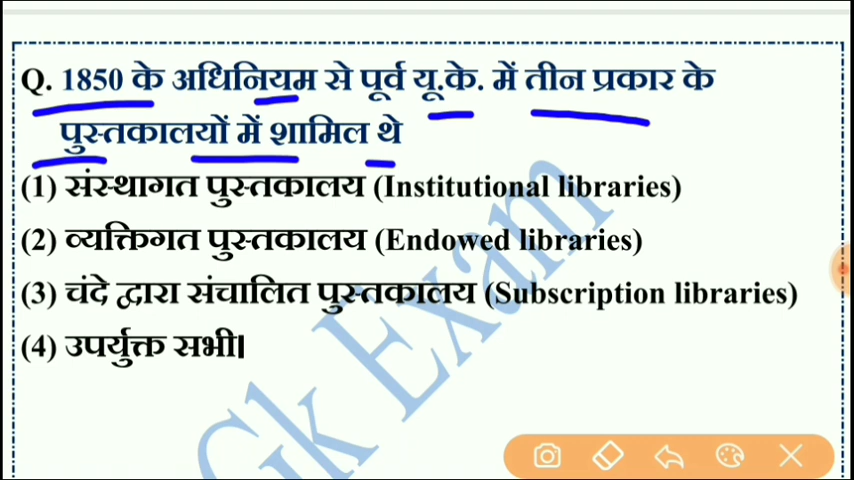 Q. 1850 के अधिनियम से पूर्व यू.के. में तीन प्रकार के
पुस्तकालयों में शामिल थे
(1) संस्थागत पुस्तकालय (Institutional libraries)
(2) व्यक्तिगत पुस्तकालय (Endowed libraries)
(3) चंदे द्वारा संचालित पुस्तकालय (Subscription libraries)
(4) उपर्युक्त सभी।
Gk Exam